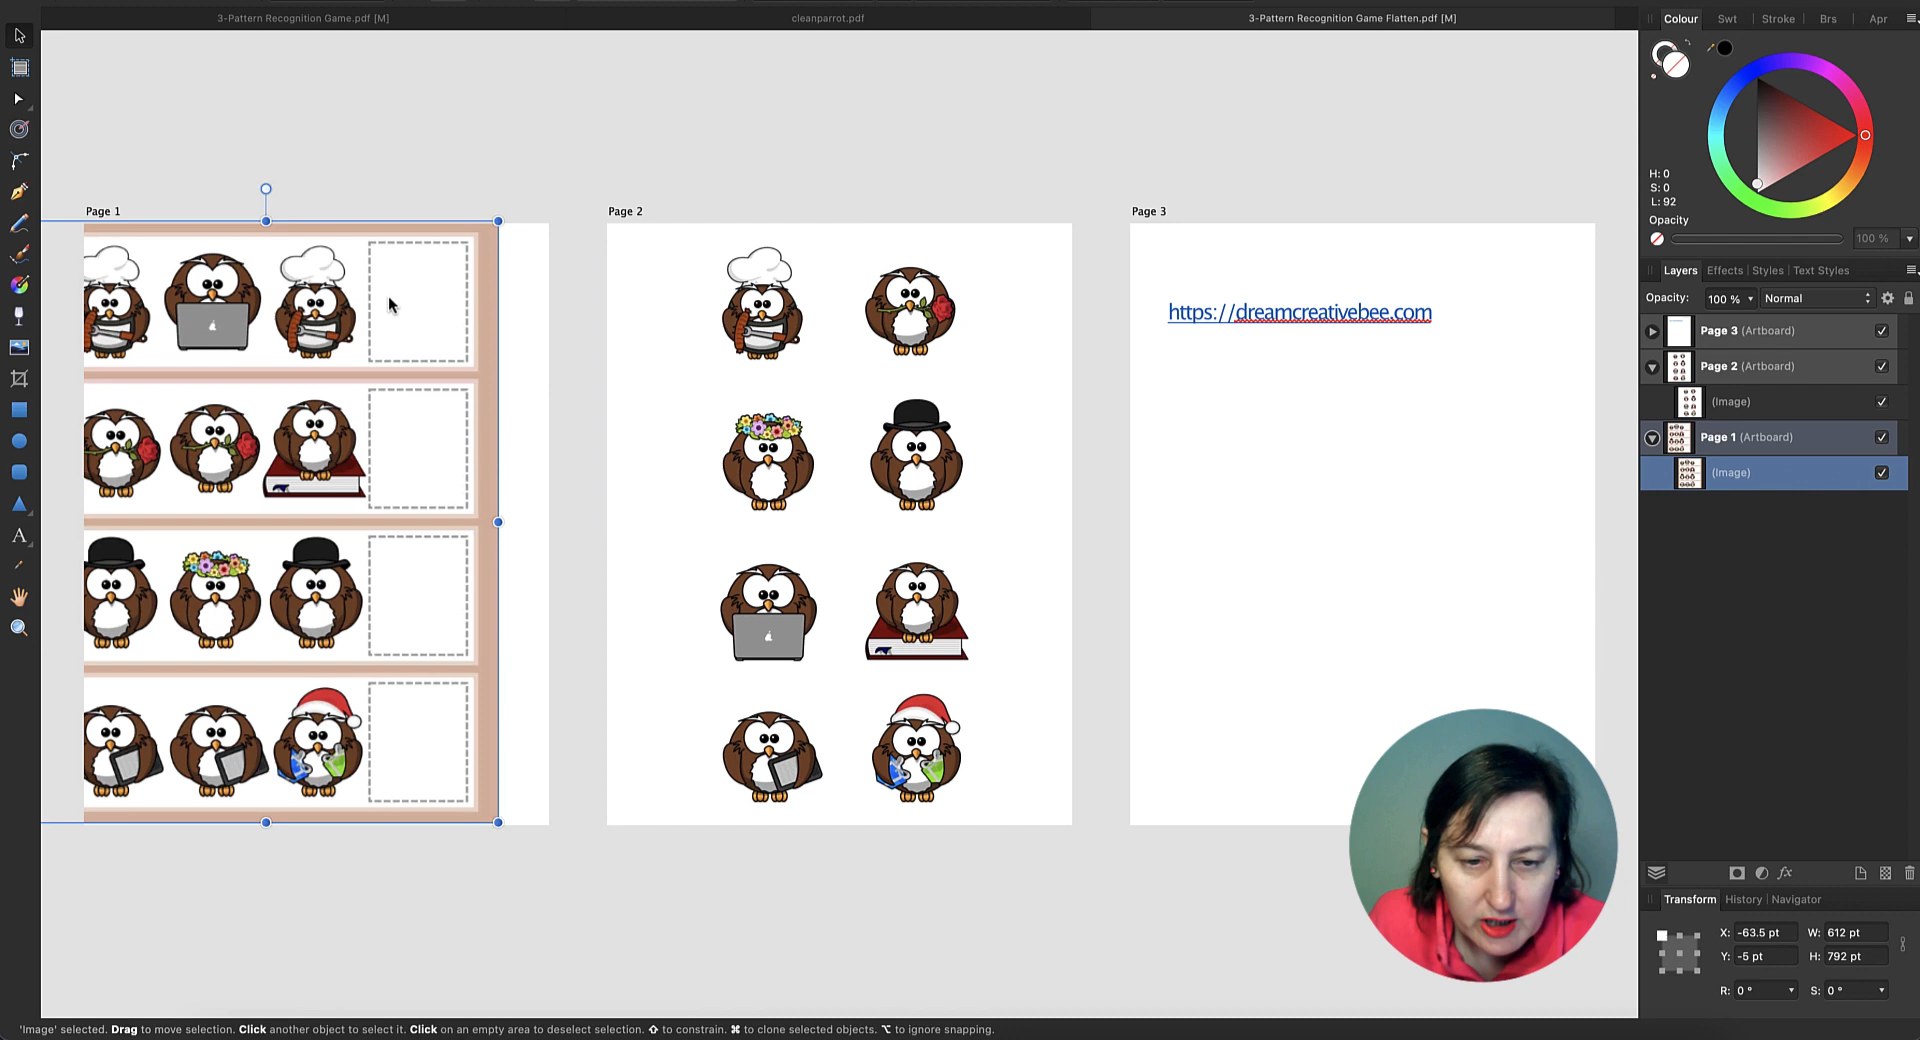 3-Pattern Recognition Game.pdf [M]
cleanparrot.pdf
3-Pattern Recognition Game Flatten.pdf [M]
Colour
Swt
Stroke
Brs
Apr
H: 0
S: 0
L: 92
Opacity
100 %
Page 1
Page 2
Page 3
https://dreamcreativebee.com
Layers
Effects
Styles
Text Styles
Opacity:
100 %
Normal
Page 3 (Artboard)
Page 2 (Artboard)
(Image)
Page 1 (Artboard)
(Image)
fx
Transform
History
Navigator
X: -63.5 pt
W: 612 pt
Y: -5 pt
H: 792 pt
R: 0 °
S: 0 °
'Image' selected. Drag to move selection. Click another object to select it. Click on an empty area to deselect selection. ⇧ to constrain. ⌘ to clone selected objects. ⌥ to ignore snapping.